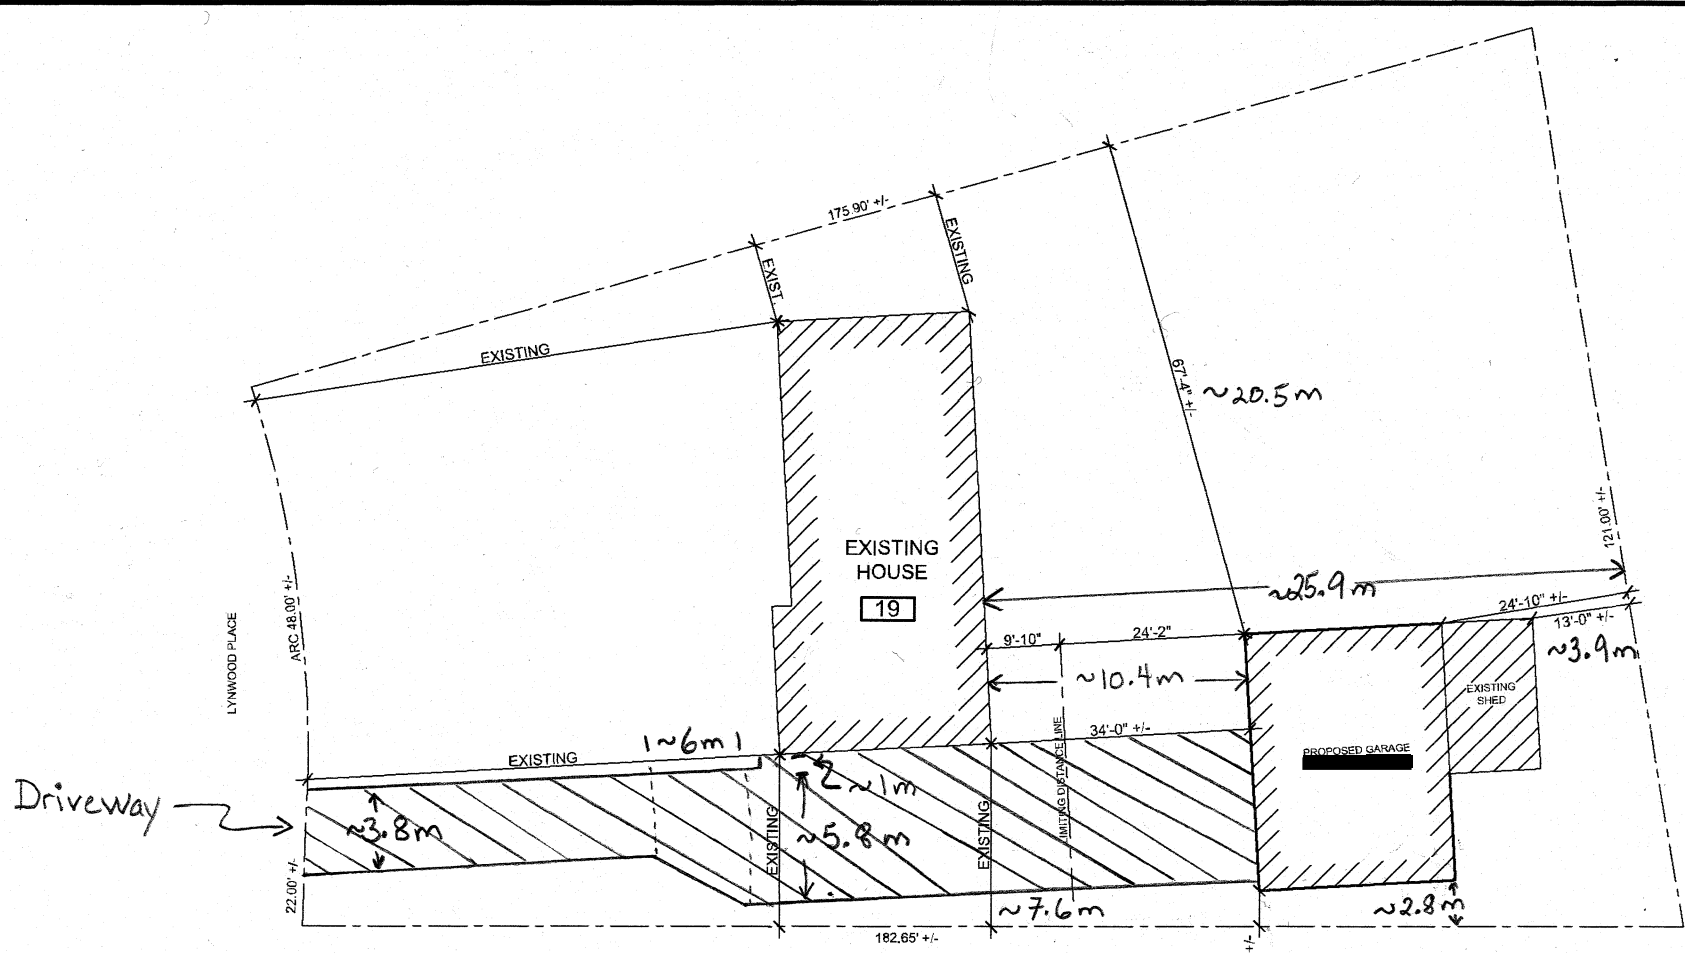 175.90' +/-
EXIST.
EXISTING
EXISTING
67'-4" +/-
~20.5m
121.00' +/-
EXISTING
HOUSE
19
~25.9m
24'-10" +/-
13'-0" +/-
~3.9m
9'-10"
24'-2"
~10.4m
34'-0" +/-
LIMITING DISTANCE LINE
EXISTING
SHED
PROPOSED GARAGE
LYNWOOD PLACE
ARC 48.00' +/-
EXISTING
~6m
~1m
Driveway
~3.8m
EXISTING
~5.8m
EXISTING
22.00' +/-
~7.6m
~2.8m
182.65' +/-
+/-